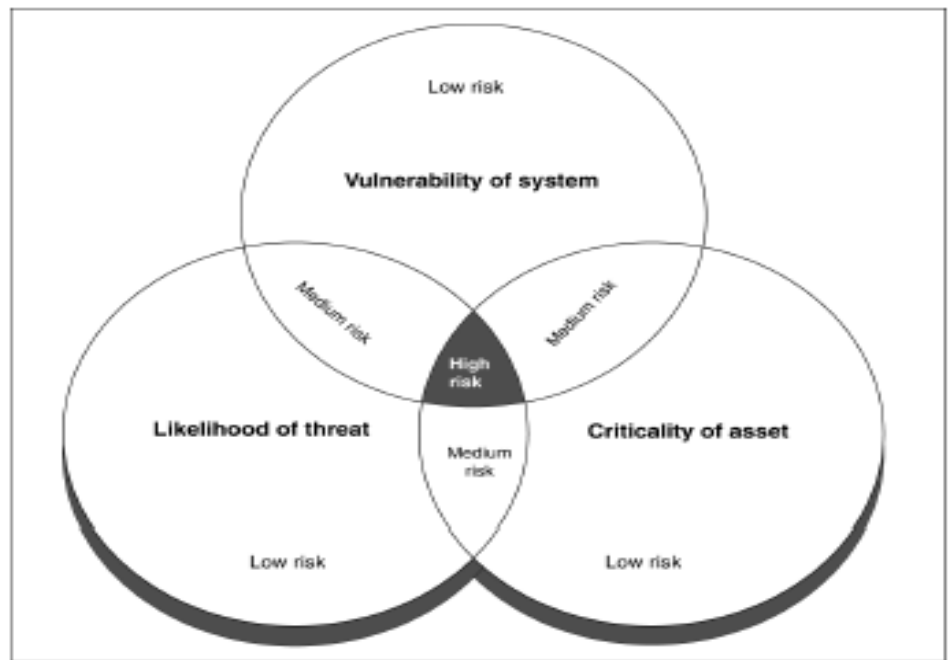 Low risk
Vulnerability of system
Medium risk
Medium risk
High
risk
Likelihood of threat
Criticality of asset
Medium
risk
Low risk
Low risk